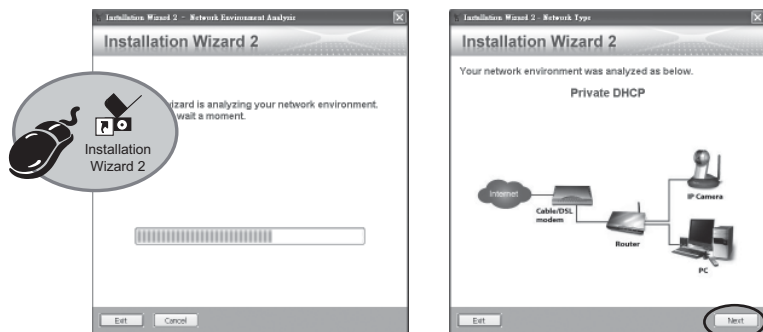 Installation Wizard 2 - Network Environment Analysis
Installation Wizard 2
wizard is analyzing your network environment.
wait a moment.
Installation
Wizard 2
Exit
Cancel
Installation Wizard 2 - Network Type
Installation Wizard 2
Your network environment was analyzed as below.
Private DHCP
Internet
Cable/DSL
modem
Router
IP Camera
PC
Exit
Next